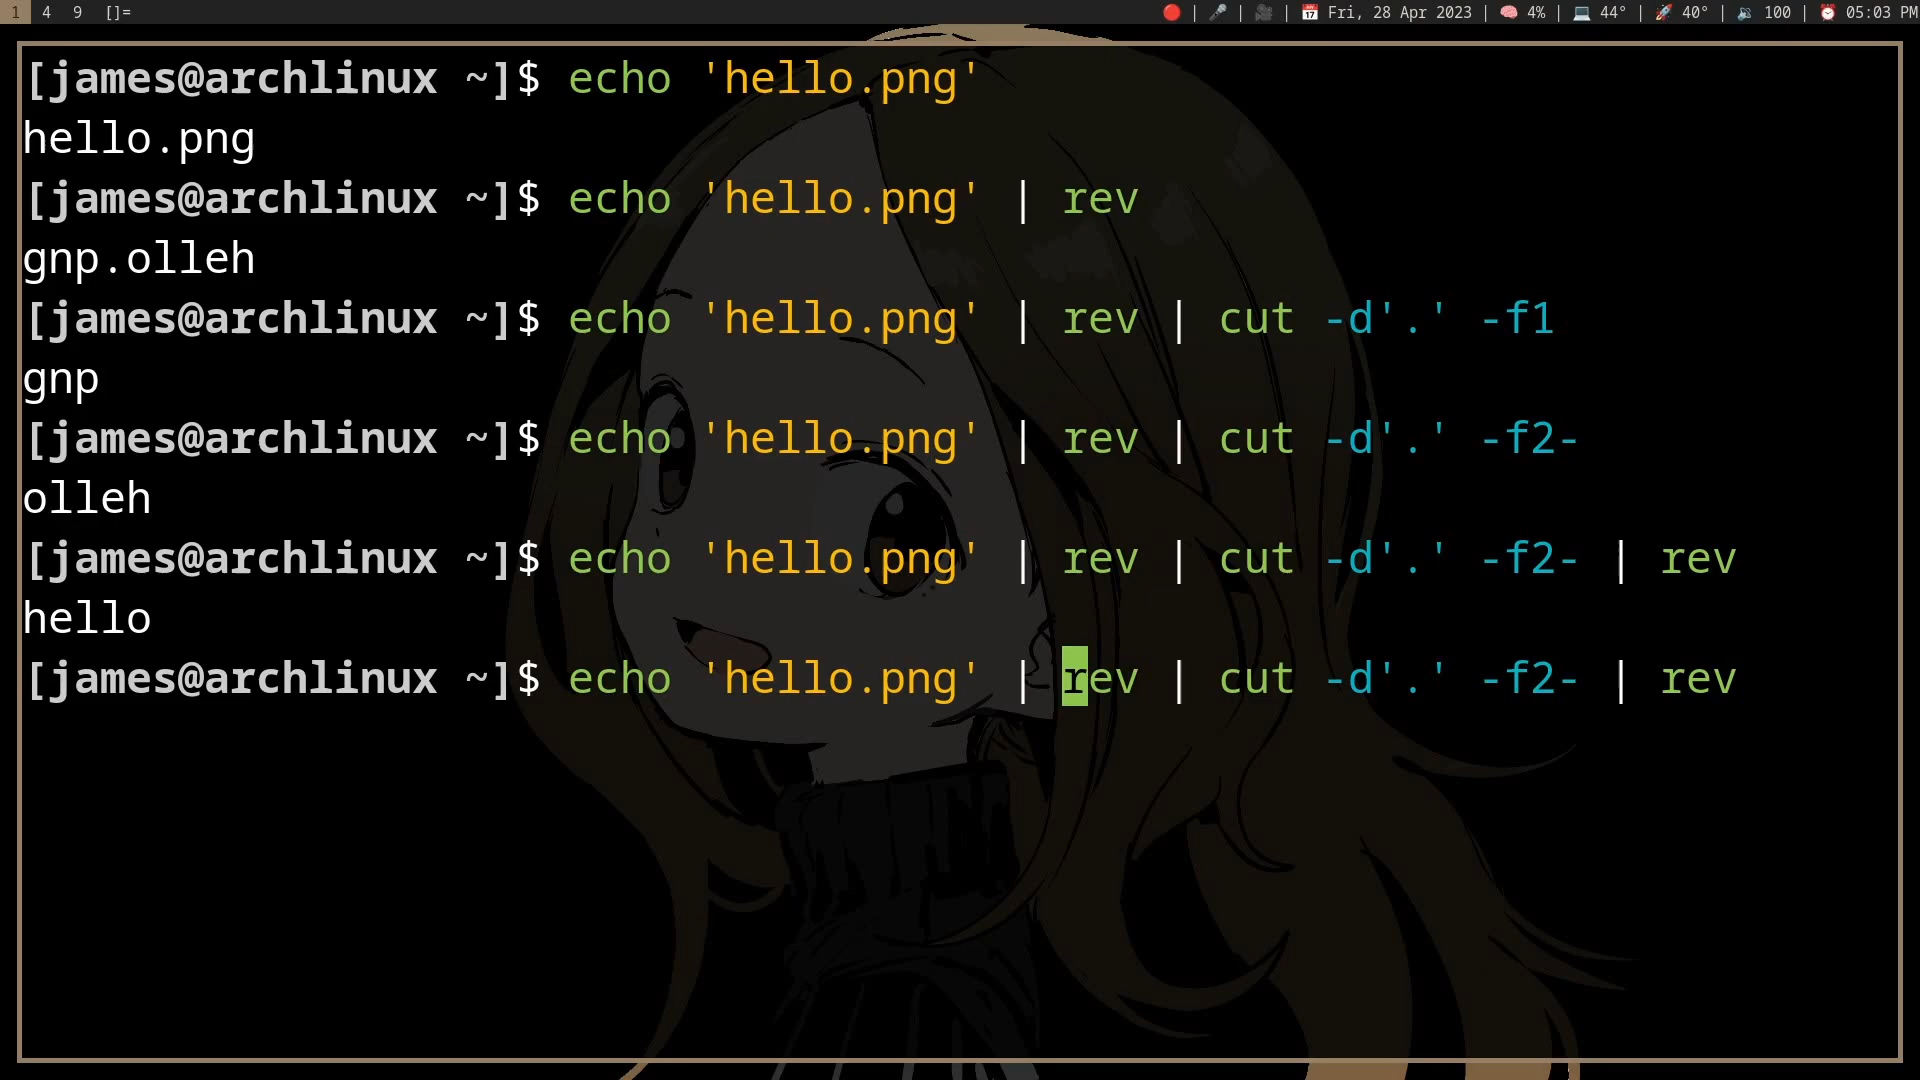 1 4 9 []= 🔴 | 🎤 | 🎥 | 📅 Fri, 28 Apr 2023 | 🧠 4% | 💻 44° | 🚀 40° | 🔉 100 | ⏰ 05:03 PM
[james@archlinux ~]$ echo 'hello.png'
hello.png
[james@archlinux ~]$ echo 'hello.png' | rev
gnp.olleh
[james@archlinux ~]$ echo 'hello.png' | rev | cut -d'.' -f1
gnp
[james@archlinux ~]$ echo 'hello.png' | rev | cut -d'.' -f2-
olleh
[james@archlinux ~]$ echo 'hello.png' | rev | cut -d'.' -f2- | rev
hello
[james@archlinux ~]$ echo 'hello.png' | rev | cut -d'.' -f2- | rev